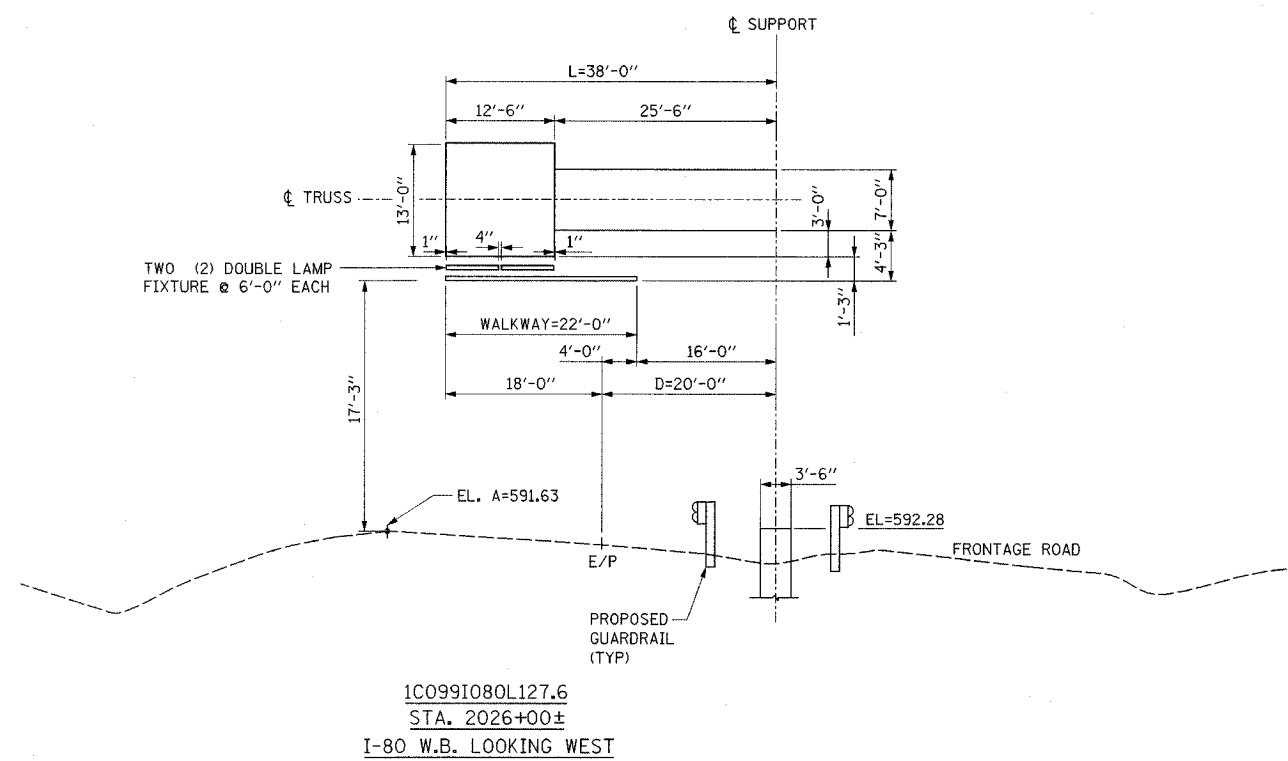 ℄ SUPPORT
L=38'-0"
12'-6"
25'-6"
℄ TRUSS
13'-0"
3'-0"
7'-0"
1"
4"
1"
4'-3"
1'-3"
TWO (2) DOUBLE LAMP
FIXTURE @ 6'-0" EACH
WALKWAY=22'-0"
4'-0"
16'-0"
18'-0"
D=20'-0"
17'-3"
3'-6"
EL. A=591.63
EL=592.28
E/P
FRONTAGE ROAD
PROPOSED
GUARDRAIL
(TYP)
1C099I080L127.6
STA. 2026+00±
I-80 W.B. LOOKING WEST